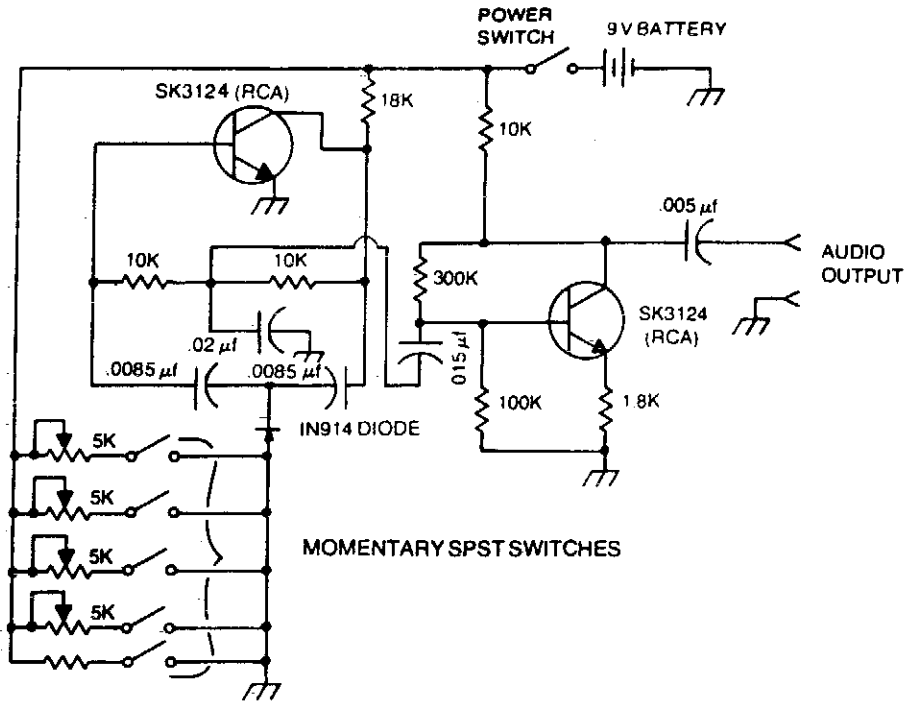 POWER
SWITCH
9V BATTERY
SK3124 (RCA)
18K
10K
.005 µf
AUDIO
OUTPUT
10K
10K
300K
SK3124
(RCA)
.02 µf
.015 µf
.0085 µf
.0085 µf
100K
1.8K
IN914 DIODE
5K
5K
MOMENTARY SPST SWITCHES
5K
5K